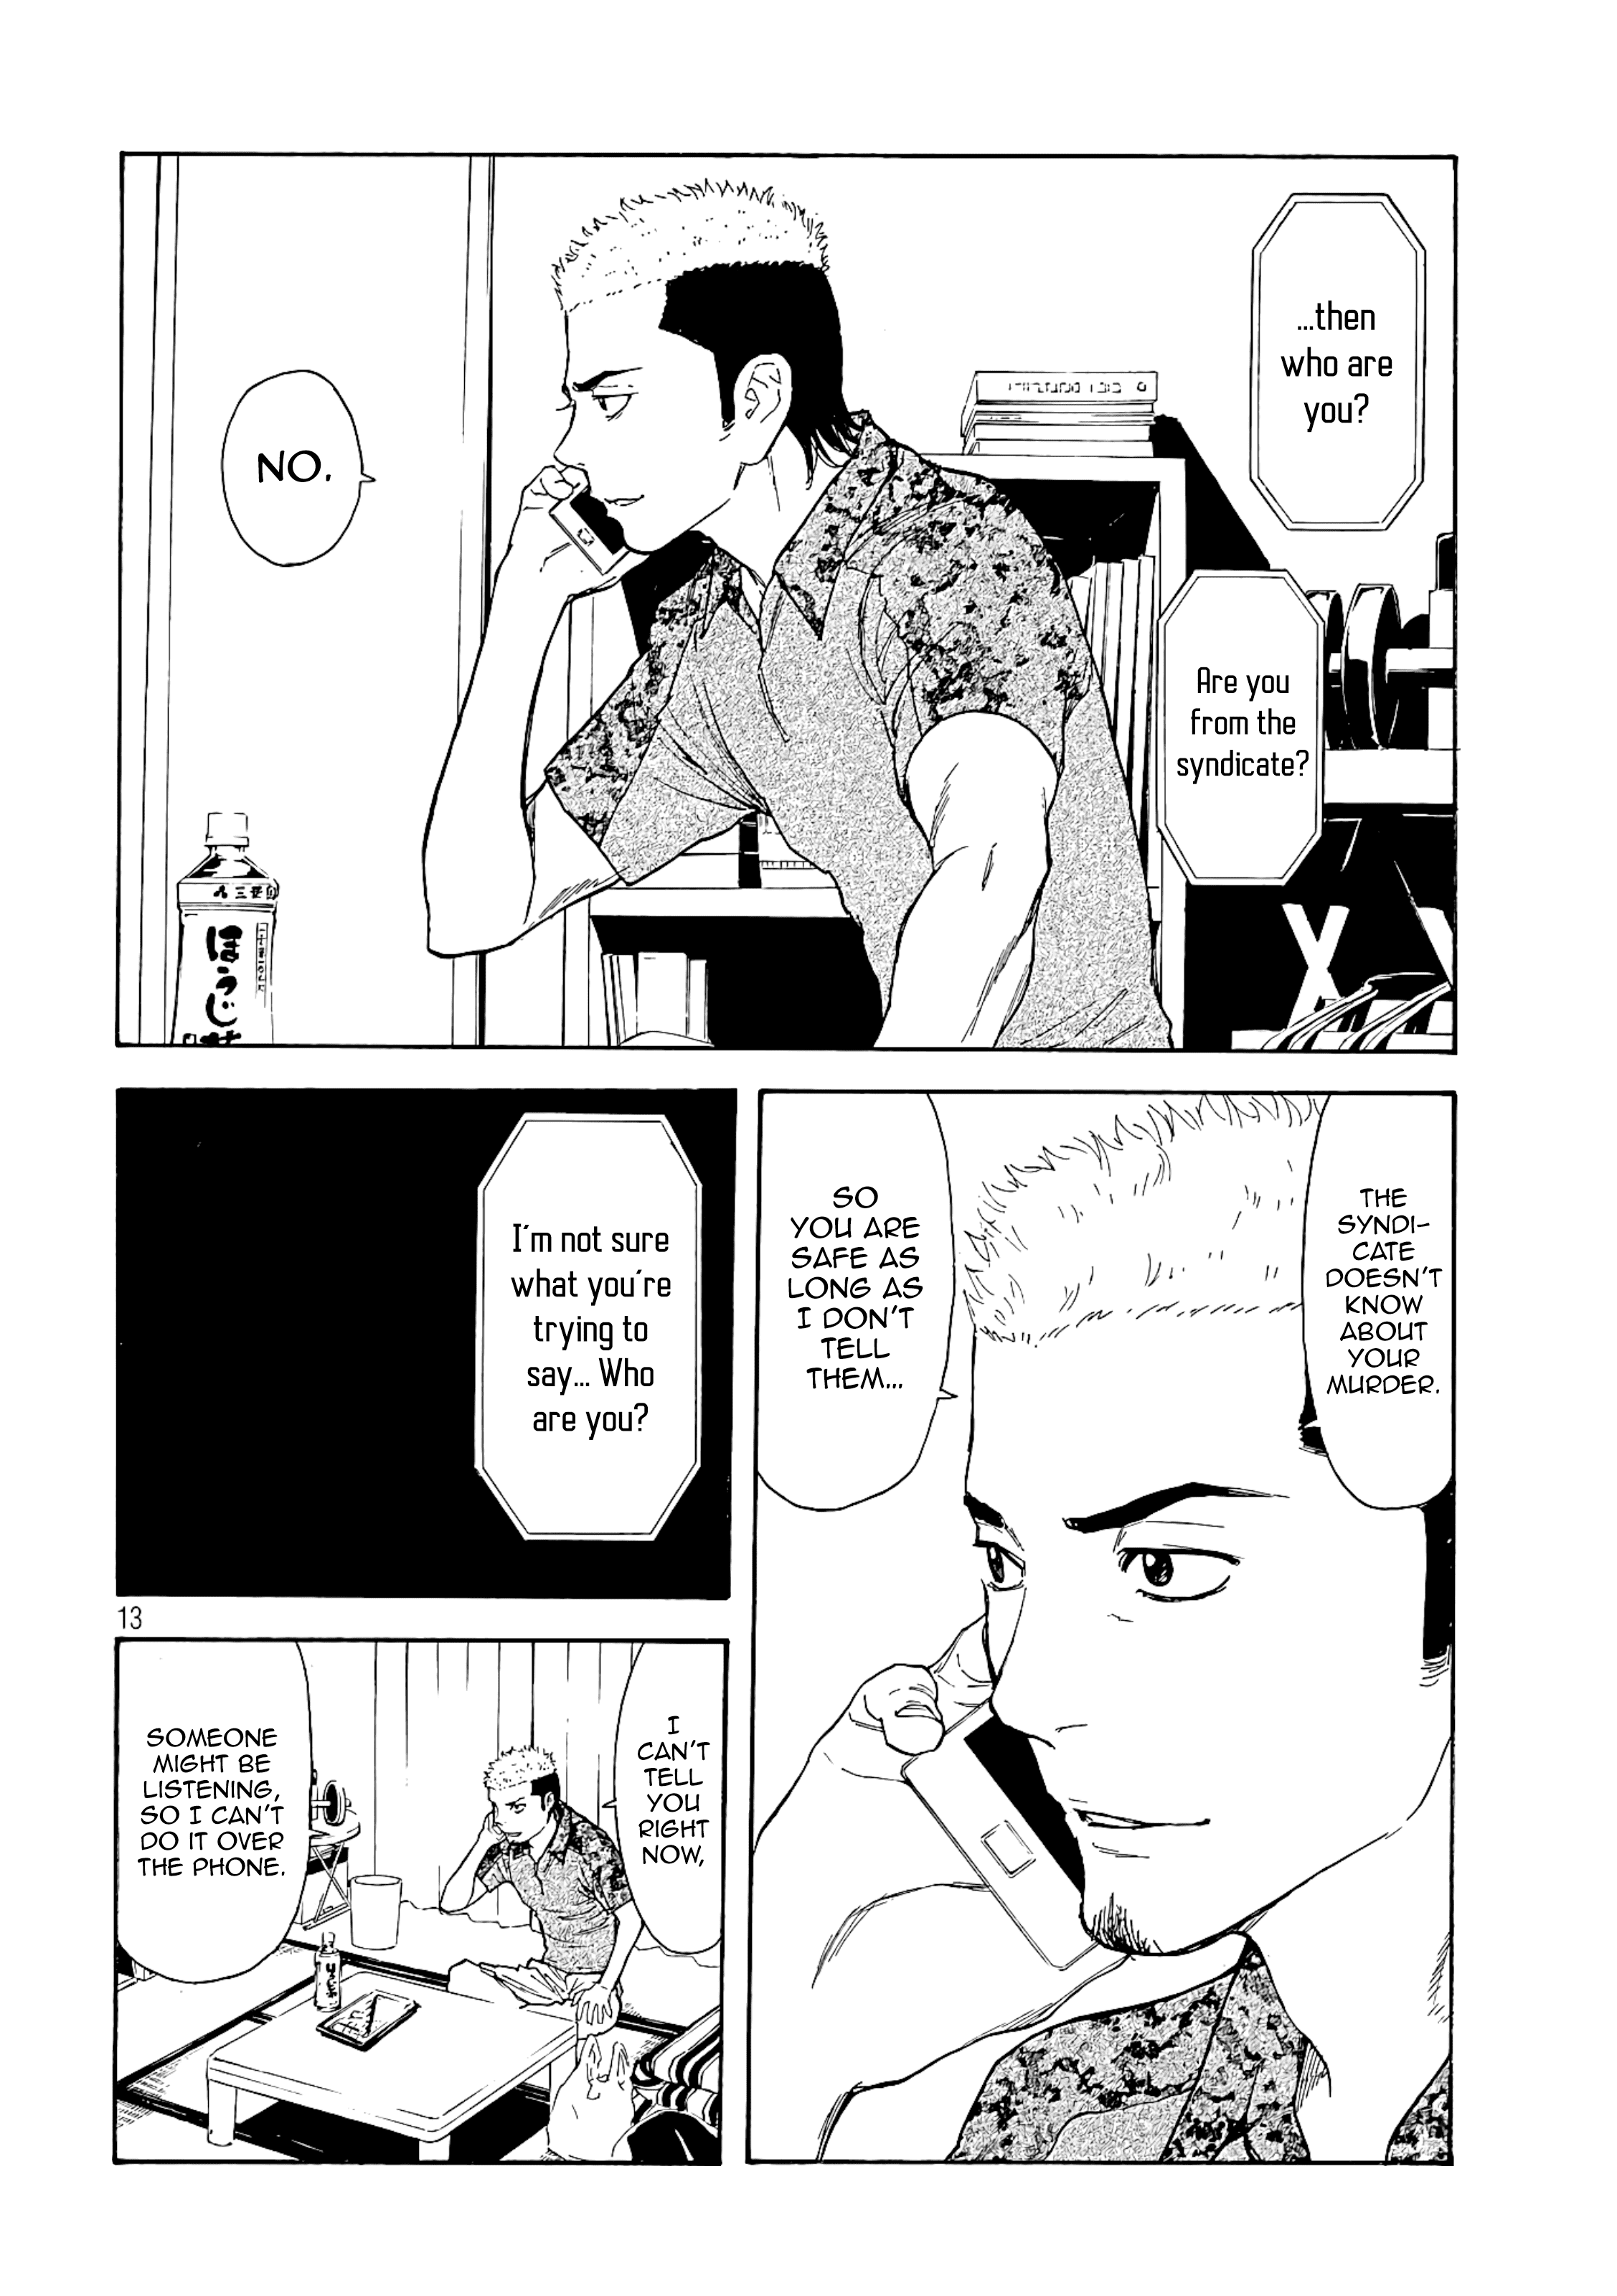 ...then
who are
you?
Are you
from the
syndicate?
NO.
ほうじ
THE
SYNDI-
CATE
DOESN'T
KNOW
ABOUT
YOUR
MURDER.
SO
YOU ARE
SAFE AS
LONG AS
I DON'T
TELL
THEM...
I'm not sure
what you're
trying to
say... Who
are you?
13
I
CAN'T
TELL
YOU
RIGHT
NOW,
SOMEONE
MIGHT BE
LISTENING,
SO I CAN'T
DO IT OVER
THE PHONE.